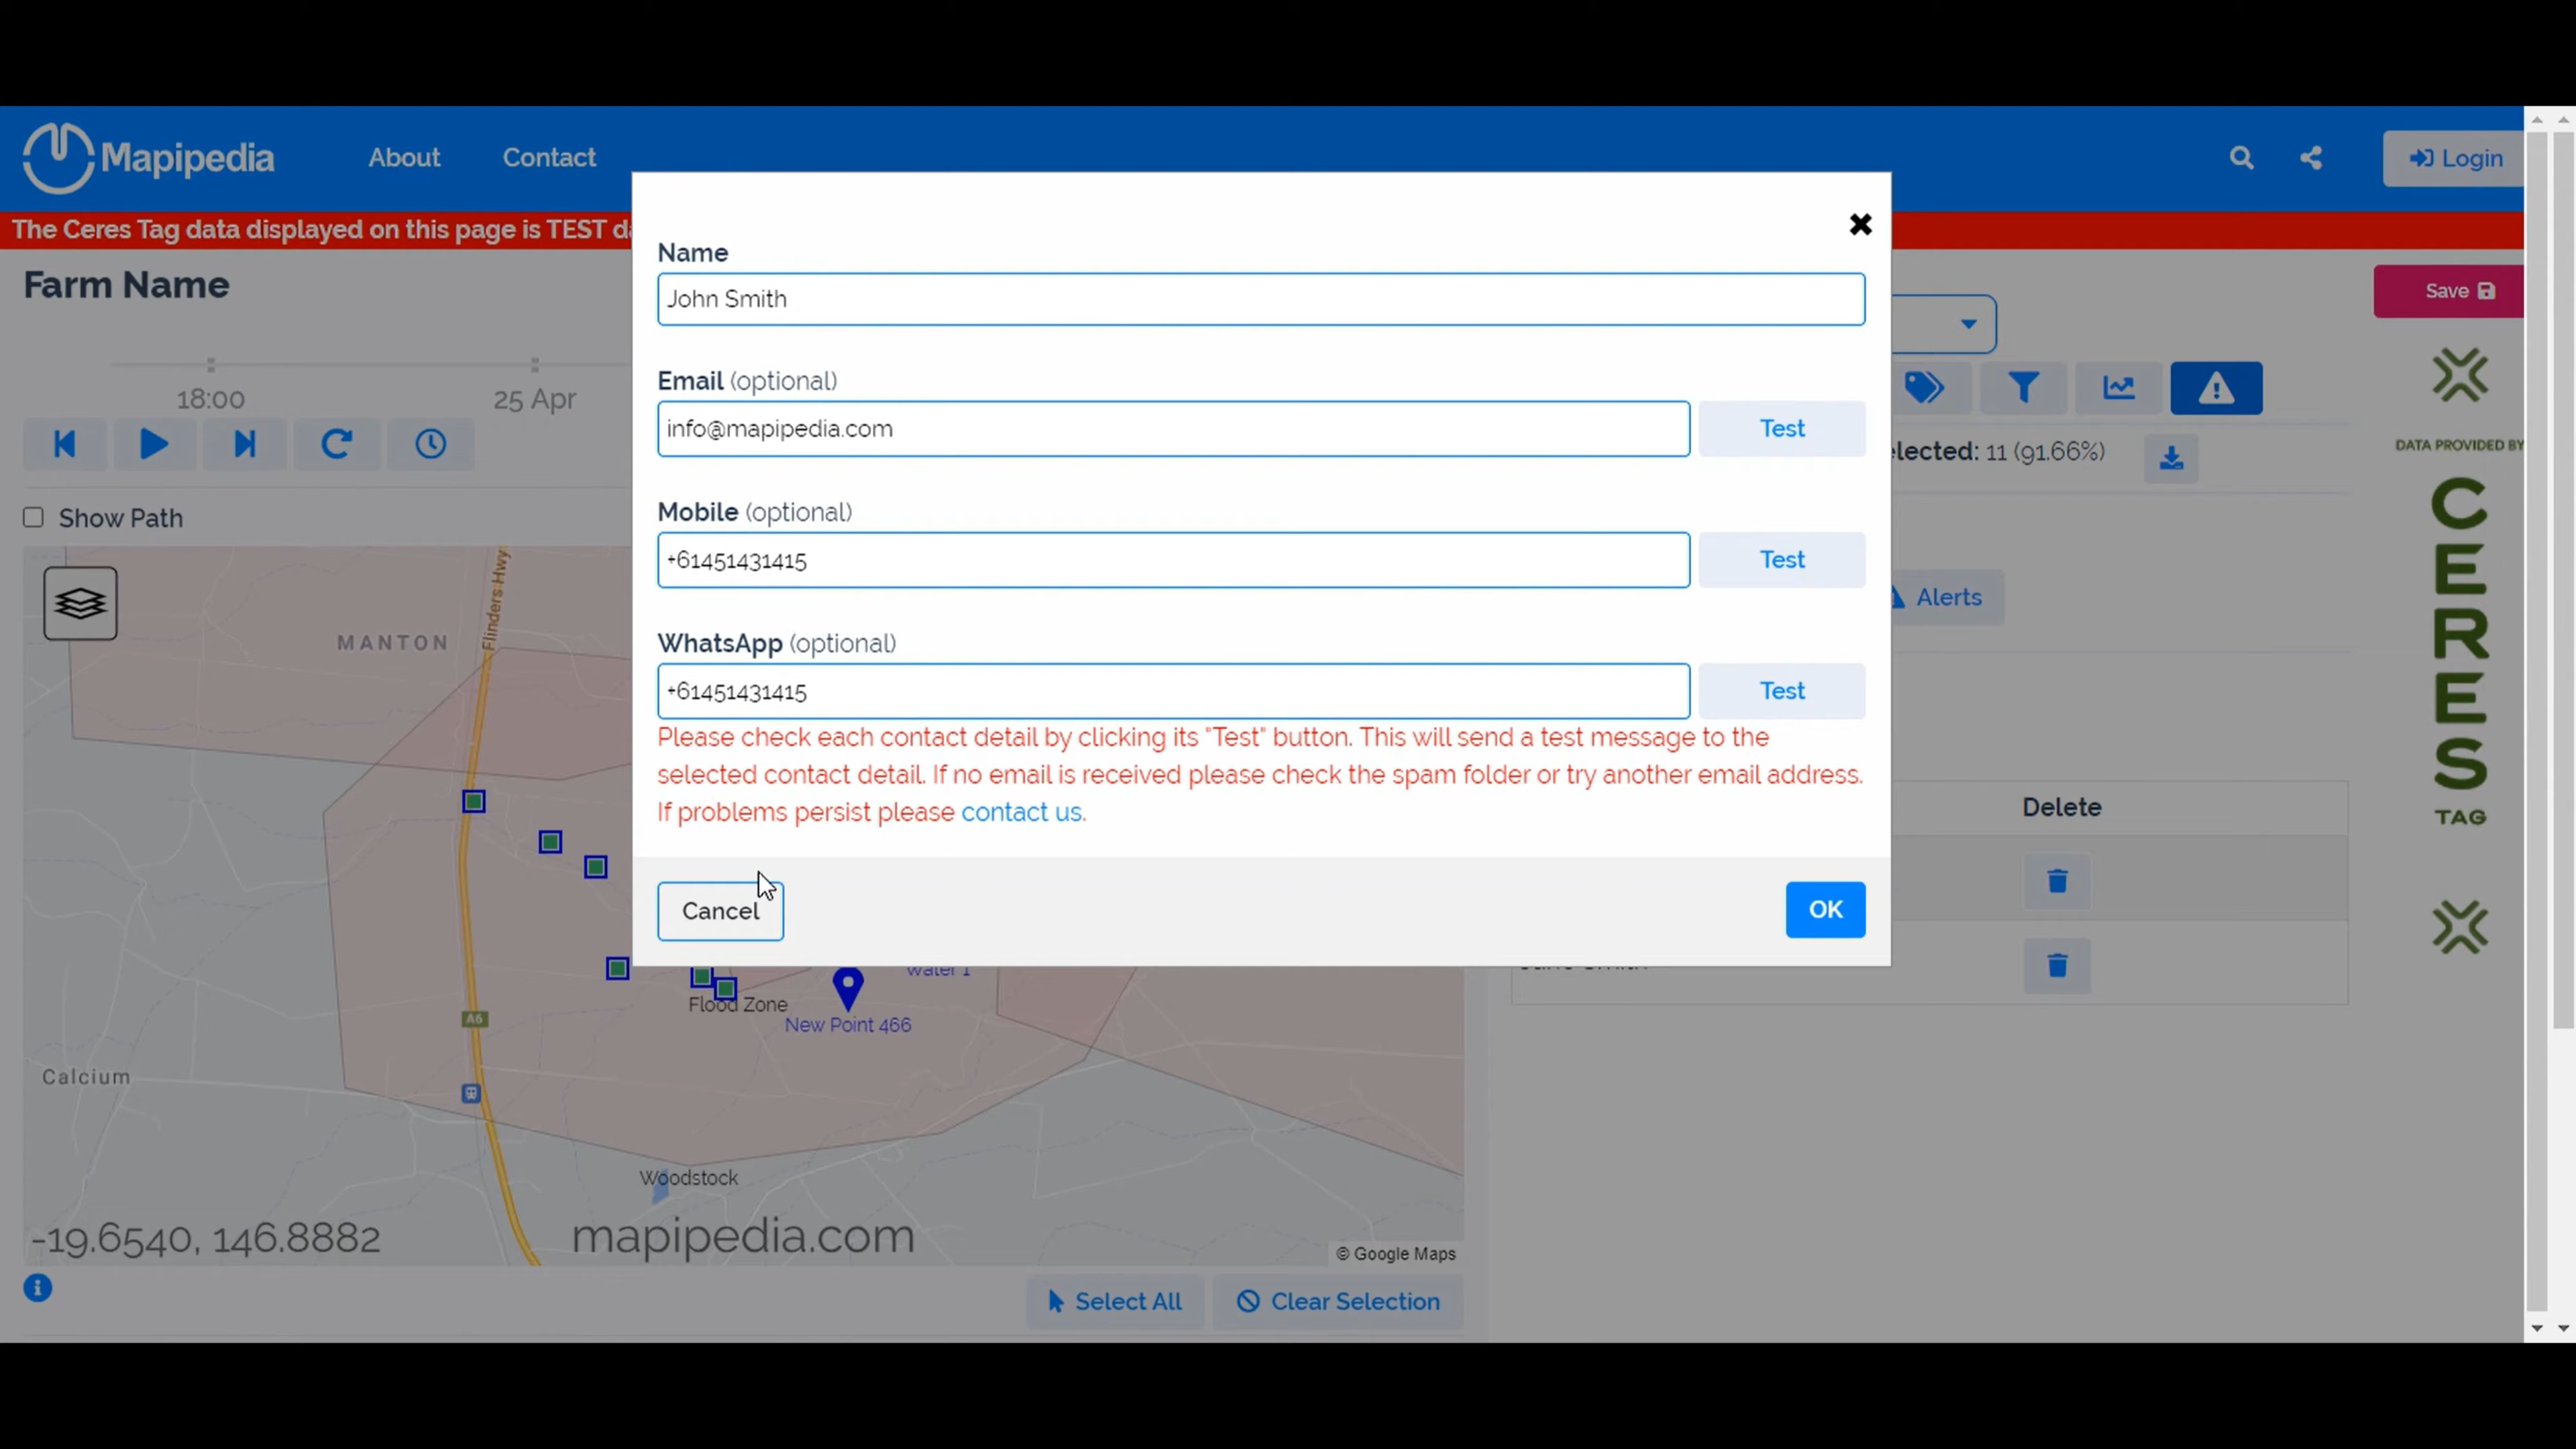 Mapipedia
About
Contact
Login
The Ceres Tag data displayed on this page is TEST
Farm Name
18:00
25 Apr
Show Path
Name
John Smith
Email (optional)
info@mapipedia.com
Test
Mobile (optional)
+61451431415
Test
WhatsApp (optional)
+61451431415
Test
Please check each contact detail by clicking its "Test" button. This will send a test message to the
selected contact detail. If no email is received please check the spam folder or try another email address.
If problems persist please contact us.
Cancel
OK
Save
lected: 11 (91.66%)
Alerts
Delete
DATA PROVIDED BY
CERES
TAG
MANTON
Flinders Hwy
Water 1
Flood Zone
New Point 466
A6
Calcium
Woodstock
-19.6540, 146.8882
mapipedia.com
© Google Maps
Select All
Clear Selection